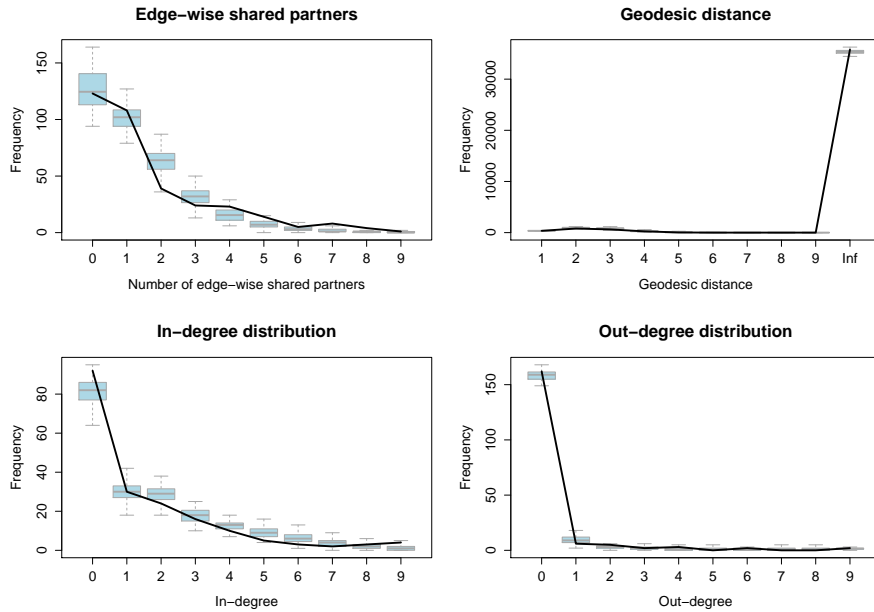 Edge−wise shared partners
Frequency
0 50 100 150
0 1 2 3 4 5 6 7 8 9
Number of edge−wise shared partners
Geodesic distance
Frequency
0 10000 20000 30000
1 2 3 4 5 6 7 8 9 Inf
Geodesic distance
In−degree distribution
Frequency
0 20 40 60 80
0 1 2 3 4 5 6 7 8 9
In−degree
Out−degree distribution
Frequency
0 50 100 150
0 1 2 3 4 5 6 7 8 9
Out−degree